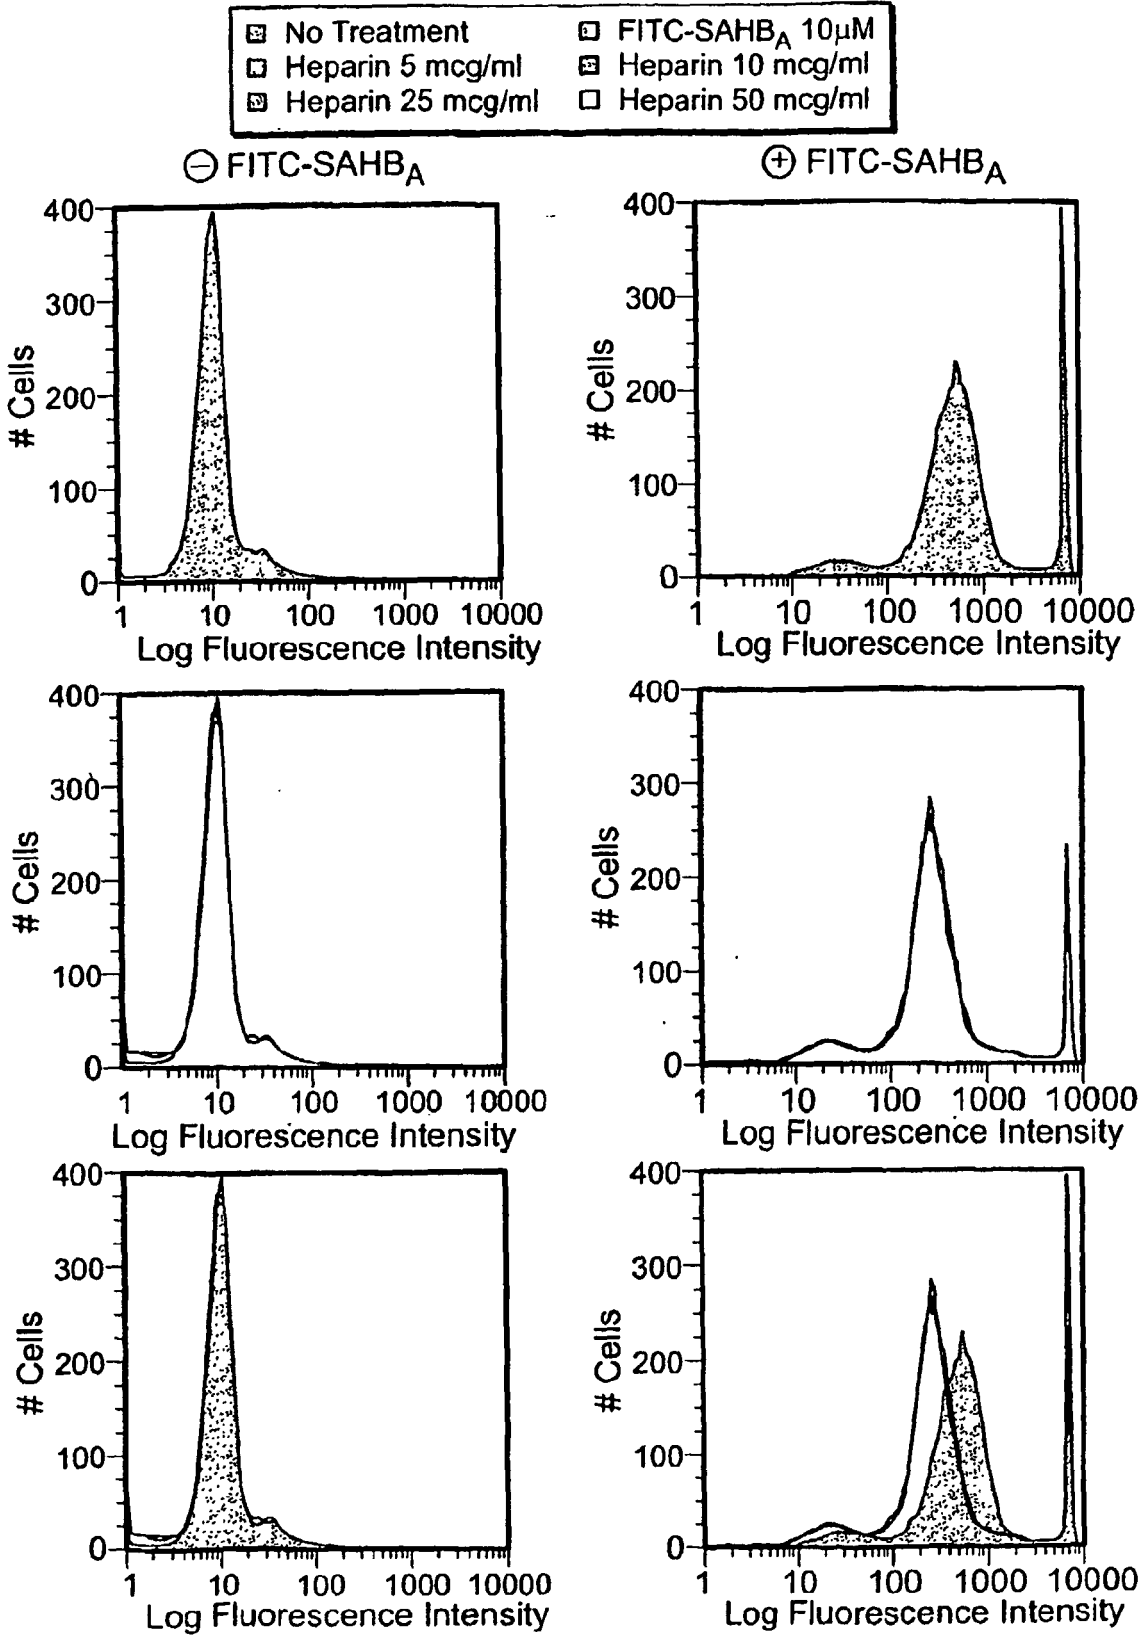 No Treatment
FITC-SAHBA 10µM
Heparin 5 mcg/ml
Heparin 10 mcg/ml
Heparin 25 mcg/ml
Heparin 50 mcg/ml
⊖ FITC-SAHBA
⊕ FITC-SAHBA
400
300
200
100
0
# Cells
1 10 100 1000 10000
Log Fluorescence Intensity
400
300
200
100
0
# Cells
1 10 100 1000 10000
Log Fluorescence Intensity
400
300
200
100
0
# Cells
1 10 100 1000 10000
Log Fluorescence Intensity
400
300
200
100
0
# Cells
1 10 100 1000 10000
Log Fluorescence Intensity
400
300
200
100
0
# Cells
1 10 100 1000 10000
Log Fluorescence Intensity
400
300
200
100
0
# Cells
1 10 100 1000 10000
Log Fluorescence Intensity